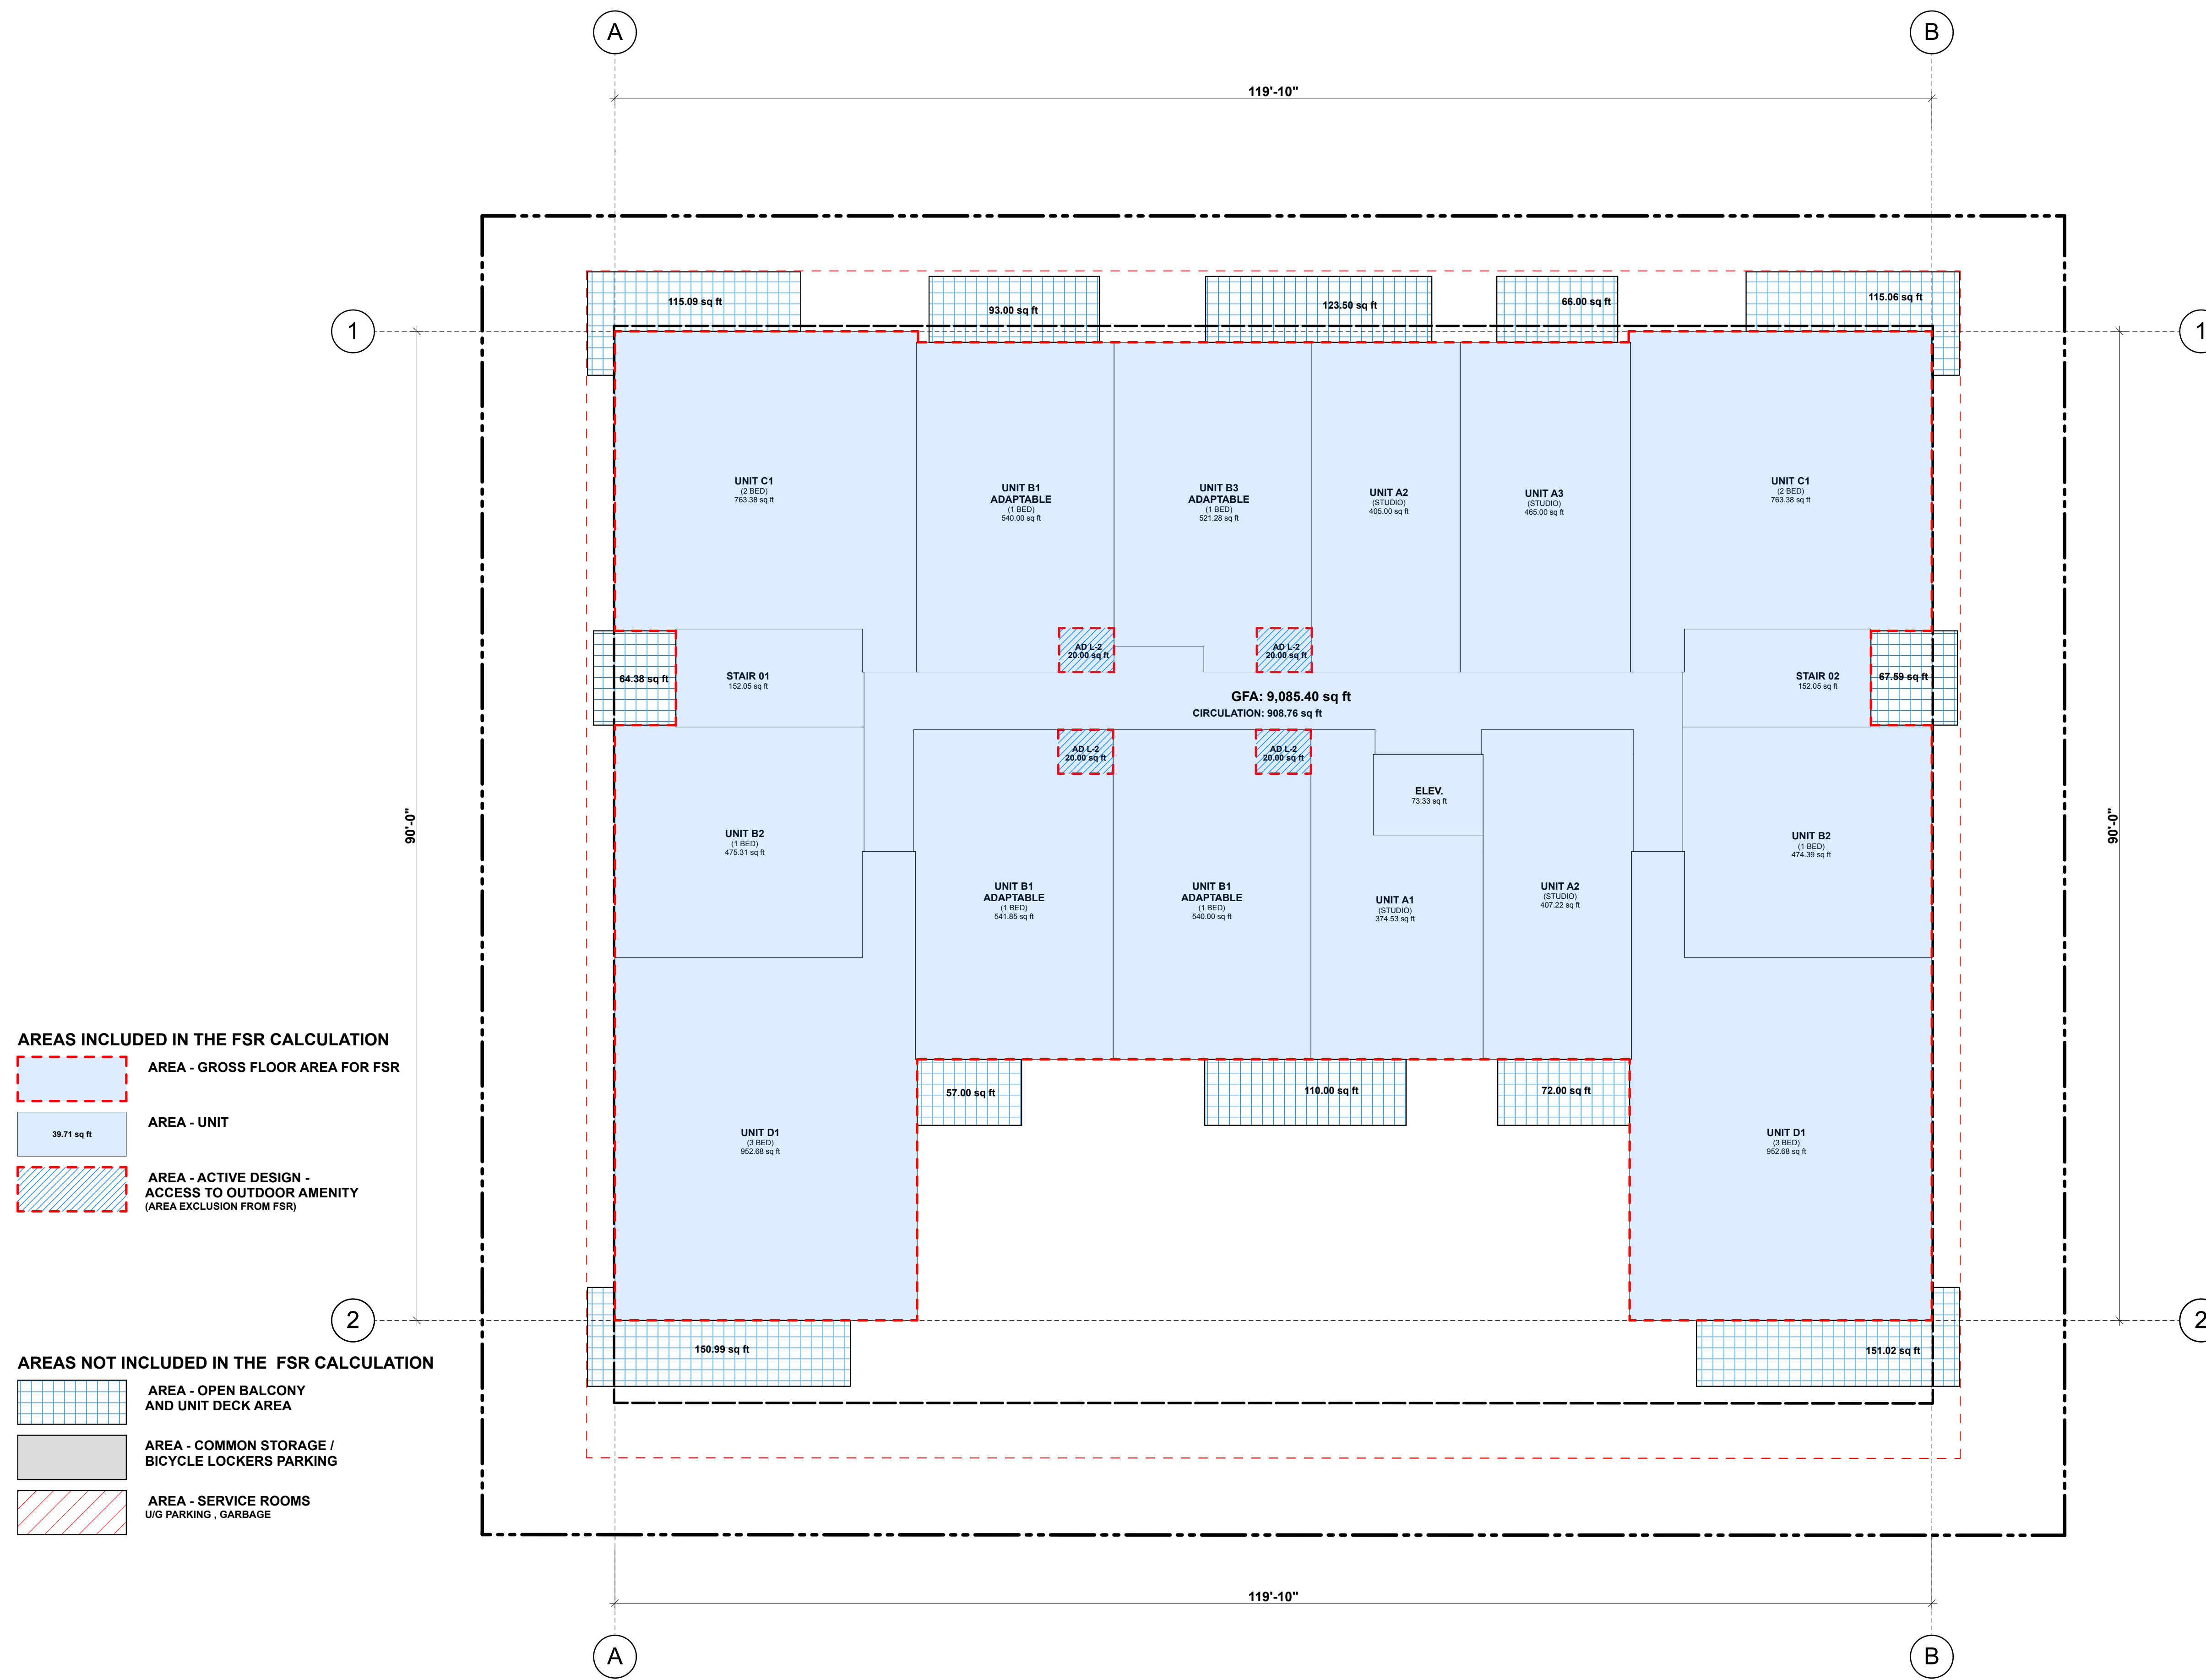 A
B
119'-10"
115.09 sq ft
93.00 sq ft
123.50 sq ft
66.00 sq ft
115.06 sq ft
1
1
UNIT C1
(2 BED)
763.38 sq ft
UNIT B1
ADAPTABLE
(1 BED)
540.00 sq ft
UNIT B3
ADAPTABLE
(1 BED)
521.28 sq ft
UNIT A2
(STUDIO)
405.00 sq ft
UNIT A3
(STUDIO)
465.00 sq ft
UNIT C1
(2 BED)
763.38 sq ft
AD L-2
20.00 sq ft
AD L-2
20.00 sq ft
64.38 sq ft
STAIR 01
152.05 sq ft
STAIR 02
152.05 sq ft
67.59 sq ft
GFA: 9,085.40 sq ft
CIRCULATION: 908.76 sq ft
AD L-2
20.00 sq ft
AD L-2
20.00 sq ft
ELEV.
73.33 sq ft
90'-0"
90'-0"
UNIT B2
(1 BED)
475.31 sq ft
UNIT B2
(1 BED)
474.39 sq ft
UNIT B1
ADAPTABLE
(1 BED)
541.85 sq ft
UNIT B1
ADAPTABLE
(1 BED)
540.00 sq ft
UNIT A1
(STUDIO)
374.53 sq ft
UNIT A2
(STUDIO)
407.22 sq ft
57.00 sq ft
110.00 sq ft
72.00 sq ft
UNIT D1
(3 BED)
952.68 sq ft
UNIT D1
(3 BED)
952.68 sq ft
AREAS INCLUDED IN THE FSR CALCULATION
AREA - GROSS FLOOR AREA FOR FSR
39.71 sq ft
AREA - UNIT
AREA - ACTIVE DESIGN -
ACCESS TO OUTDOOR AMENITY
(AREA EXCLUSION FROM FSR)
2
2
150.99 sq ft
151.02 sq ft
AREAS NOT INCLUDED IN THE FSR CALCULATION
AREA - OPEN BALCONY
AND UNIT DECK AREA
AREA - COMMON STORAGE /
BICYCLE LOCKERS PARKING
AREA - SERVICE ROOMS
U/G PARKING , GARBAGE
119'-10"
A
B